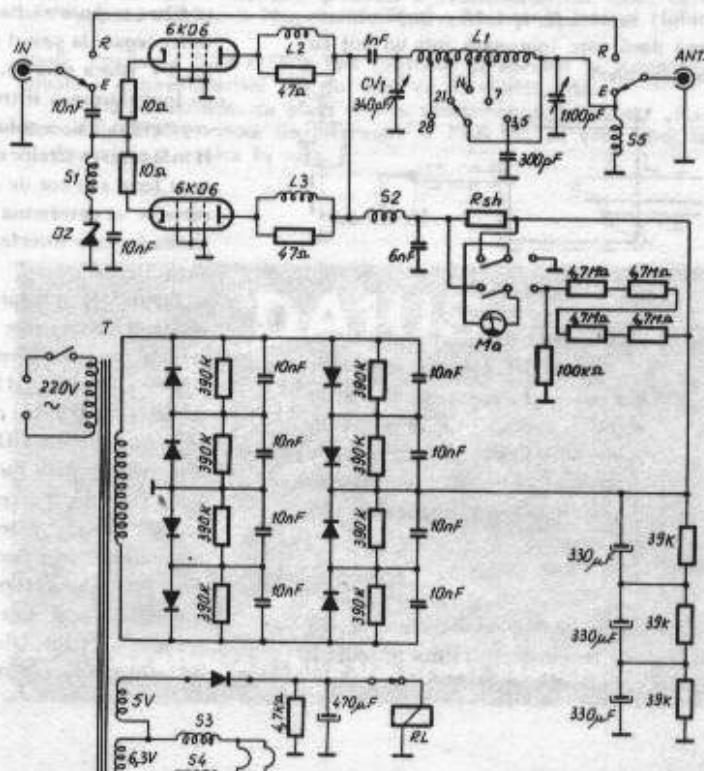 IN
R
E
10nF
S1
DZ
10nF
10Ω
10Ω
6KD6
6KD6
L2
47Ω
L3
47Ω
1nF
CV1
340pF
L1
28
21
14
7
3,5
300pF
1100pF
R
E
ANT.
S5
S2
6nF
Rsh
Ma
4,7MΩ
4,7MΩ
4,7MΩ
4,7MΩ
100KΩ
T
220V
~
390K
10nF
390K
10nF
390K
10nF
390K
10nF
390K
10nF
390K
10nF
390K
10nF
390K
10nF
330µF
39K
330µF
39K
330µF
39K
5V
4,7KΩ
470µF
RL
6,3V
S3
S4